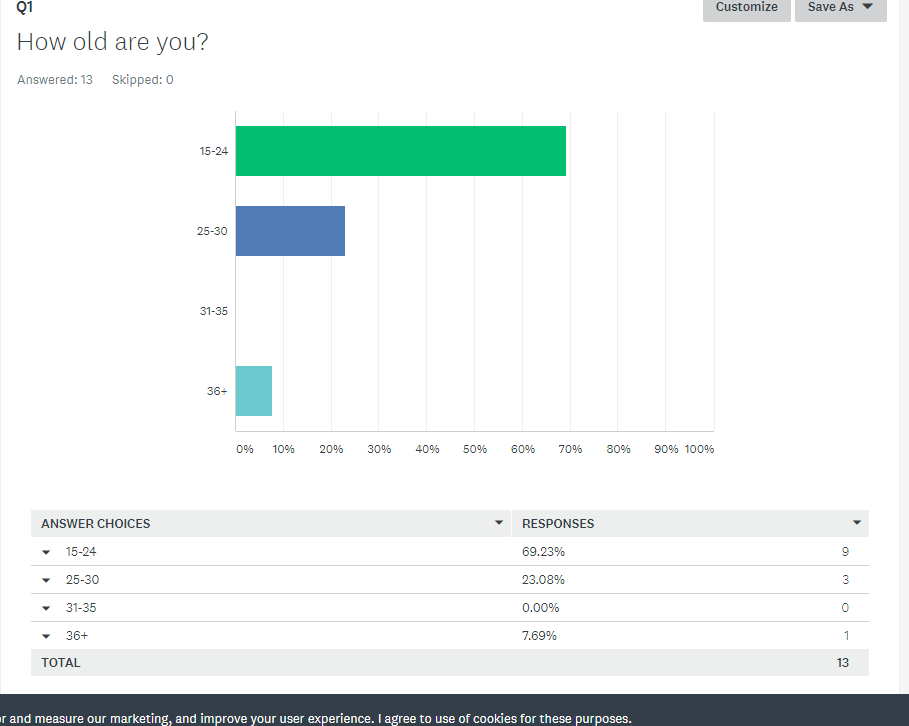 Q1
Customize
Save As
How old are you?
Answered: 13 Skipped: 0
15-24
25-30
31-35
36+
0% 10% 20% 30% 40% 50% 60% 70% 80% 90% 100%
ANSWER CHOICES RESPONSES
15-24 69.23% 9
25-30 23.08% 3
31-35 0.00% 0
36+ 7.69% 1
TOTAL 13
r and measure our marketing, and improve your user experience. I agree to use of cookies for these purposes.